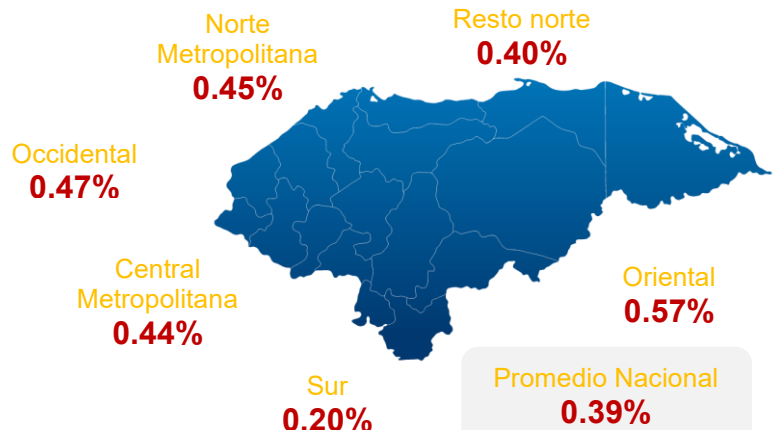 Norte
Metropolitana
0.45%
Resto norte
0.40%
Occidental
0.47%
Central
Metropolitana
0.44%
Oriental
0.57%
Sur
0.20%
Promedio Nacional
0.39%